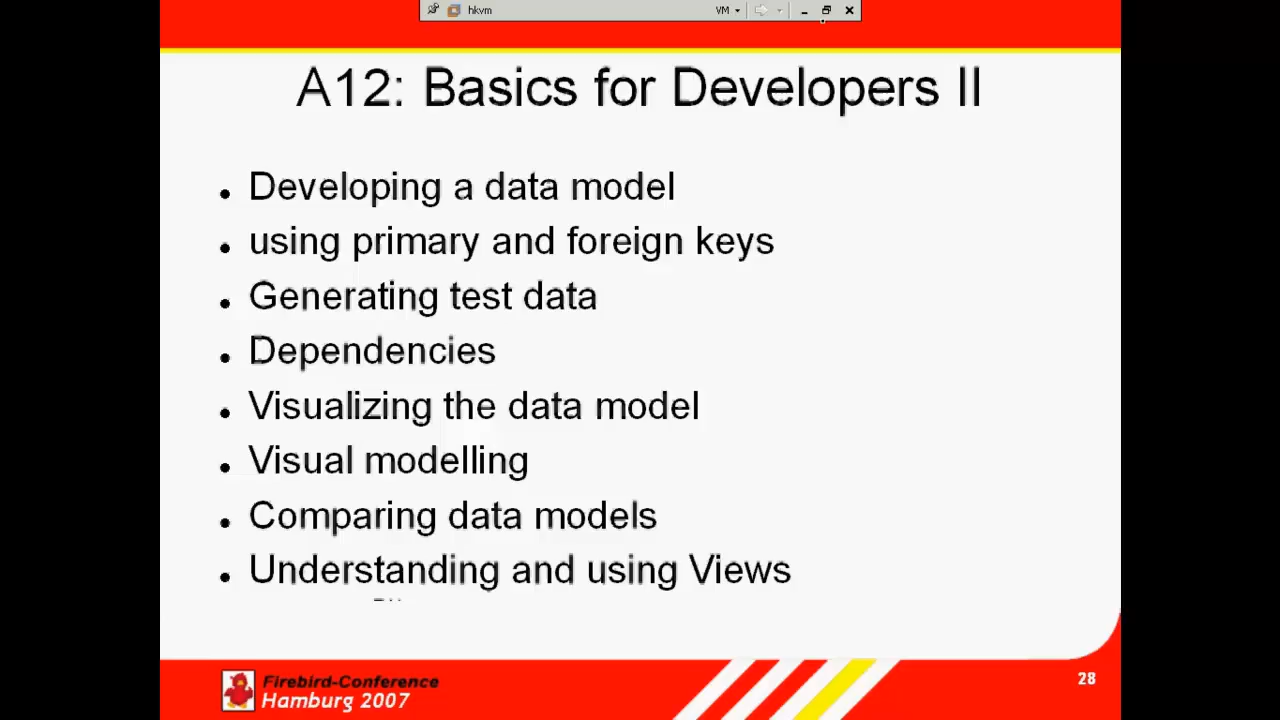 hkvm
VM
A12: Basics for Developers II
Developing a data model
using primary and foreign keys
Generating test data
Dependencies
Visualizing the data model
Visual modelling
Comparing data models
Understanding and using Views
Firebird-Conference
Hamburg 2007
28